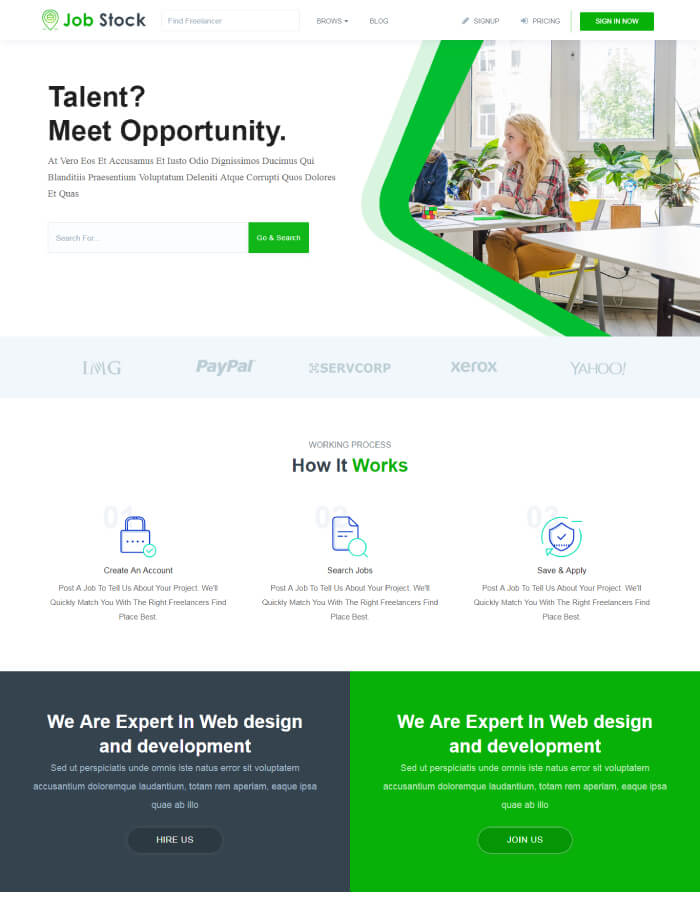 Job Stock
Find Freelancer
BROWS
BLOG
SIGNUP
PRICING
SIGN IN NOW
Talent?
Meet Opportunity.
At Vero Eos Et Accusamus Et Iusto Odio Dignissimos Ducimus Qui
Blanditiis Praesentium Voluptatum Deleniti Atque Corrupti Quos Dolores
Et Quas
Search For...
Go & Search
IMG
PayPal
SERVCORP
xerox
YAHOO!
WORKING PROCESS
How It Works
01
02
03
Create An Account
Search Jobs
Save & Apply
Post A Job To Tell Us About Your Project. We'll
Quickly Match You With The Right Freelancers Find
Place Best.
Post A Job To Tell Us About Your Project. We'll
Quickly Match You With The Right Freelancers Find
Place Best.
Post A Job To Tell Us About Your Project. We'll
Quickly Match You With The Right Freelancers Find
Place Best.
We Are Expert In Web design
and development
Sed ut perspiciatis unde omnis iste natus error sit voluptatem
accusantium doloremque laudantium, totam rem aperiam, eaque ipsa
quae ab illo
HIRE US
We Are Expert In Web design
and development
Sed ut perspiciatis unde omnis iste natus error sit voluptatem
accusantium doloremque laudantium, totam rem aperiam, eaque ipsa
quae ab illo
JOIN US